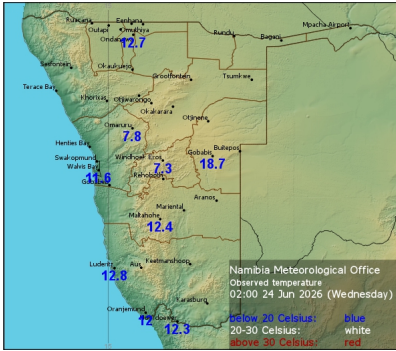 Ruacana
Eenhana
Outapi
Omuthiya
Ondangwa
12.7
Rundu
Bagani
Mpacha Airport
Okaukuejo
Sesfontein
Grootfontein
Tsumkwe
Terrace Bay
Khorixas
Otjiwarongo
Okakarara
Omaruru
Otjinene
7.8
Henties Bay
Swakopmund
Walvis Bay
11.6
Gobabeb
Windhoek Eros
7.3
Rehoboth
Gobabis
18.7
Buitepos
Aranos
Mariental
Maltahohe
12.4
Luderitz
12.8
Aus
Keetmanshoop
Karasburg
Oranjemund
12
12.3
Namibia Meteorological Office
Observed temperature
02:00 24 Jun 2026 (Wednesday)
below 20 Celsius: blue
20-30 Celsius: white
above 30 Celsius: red